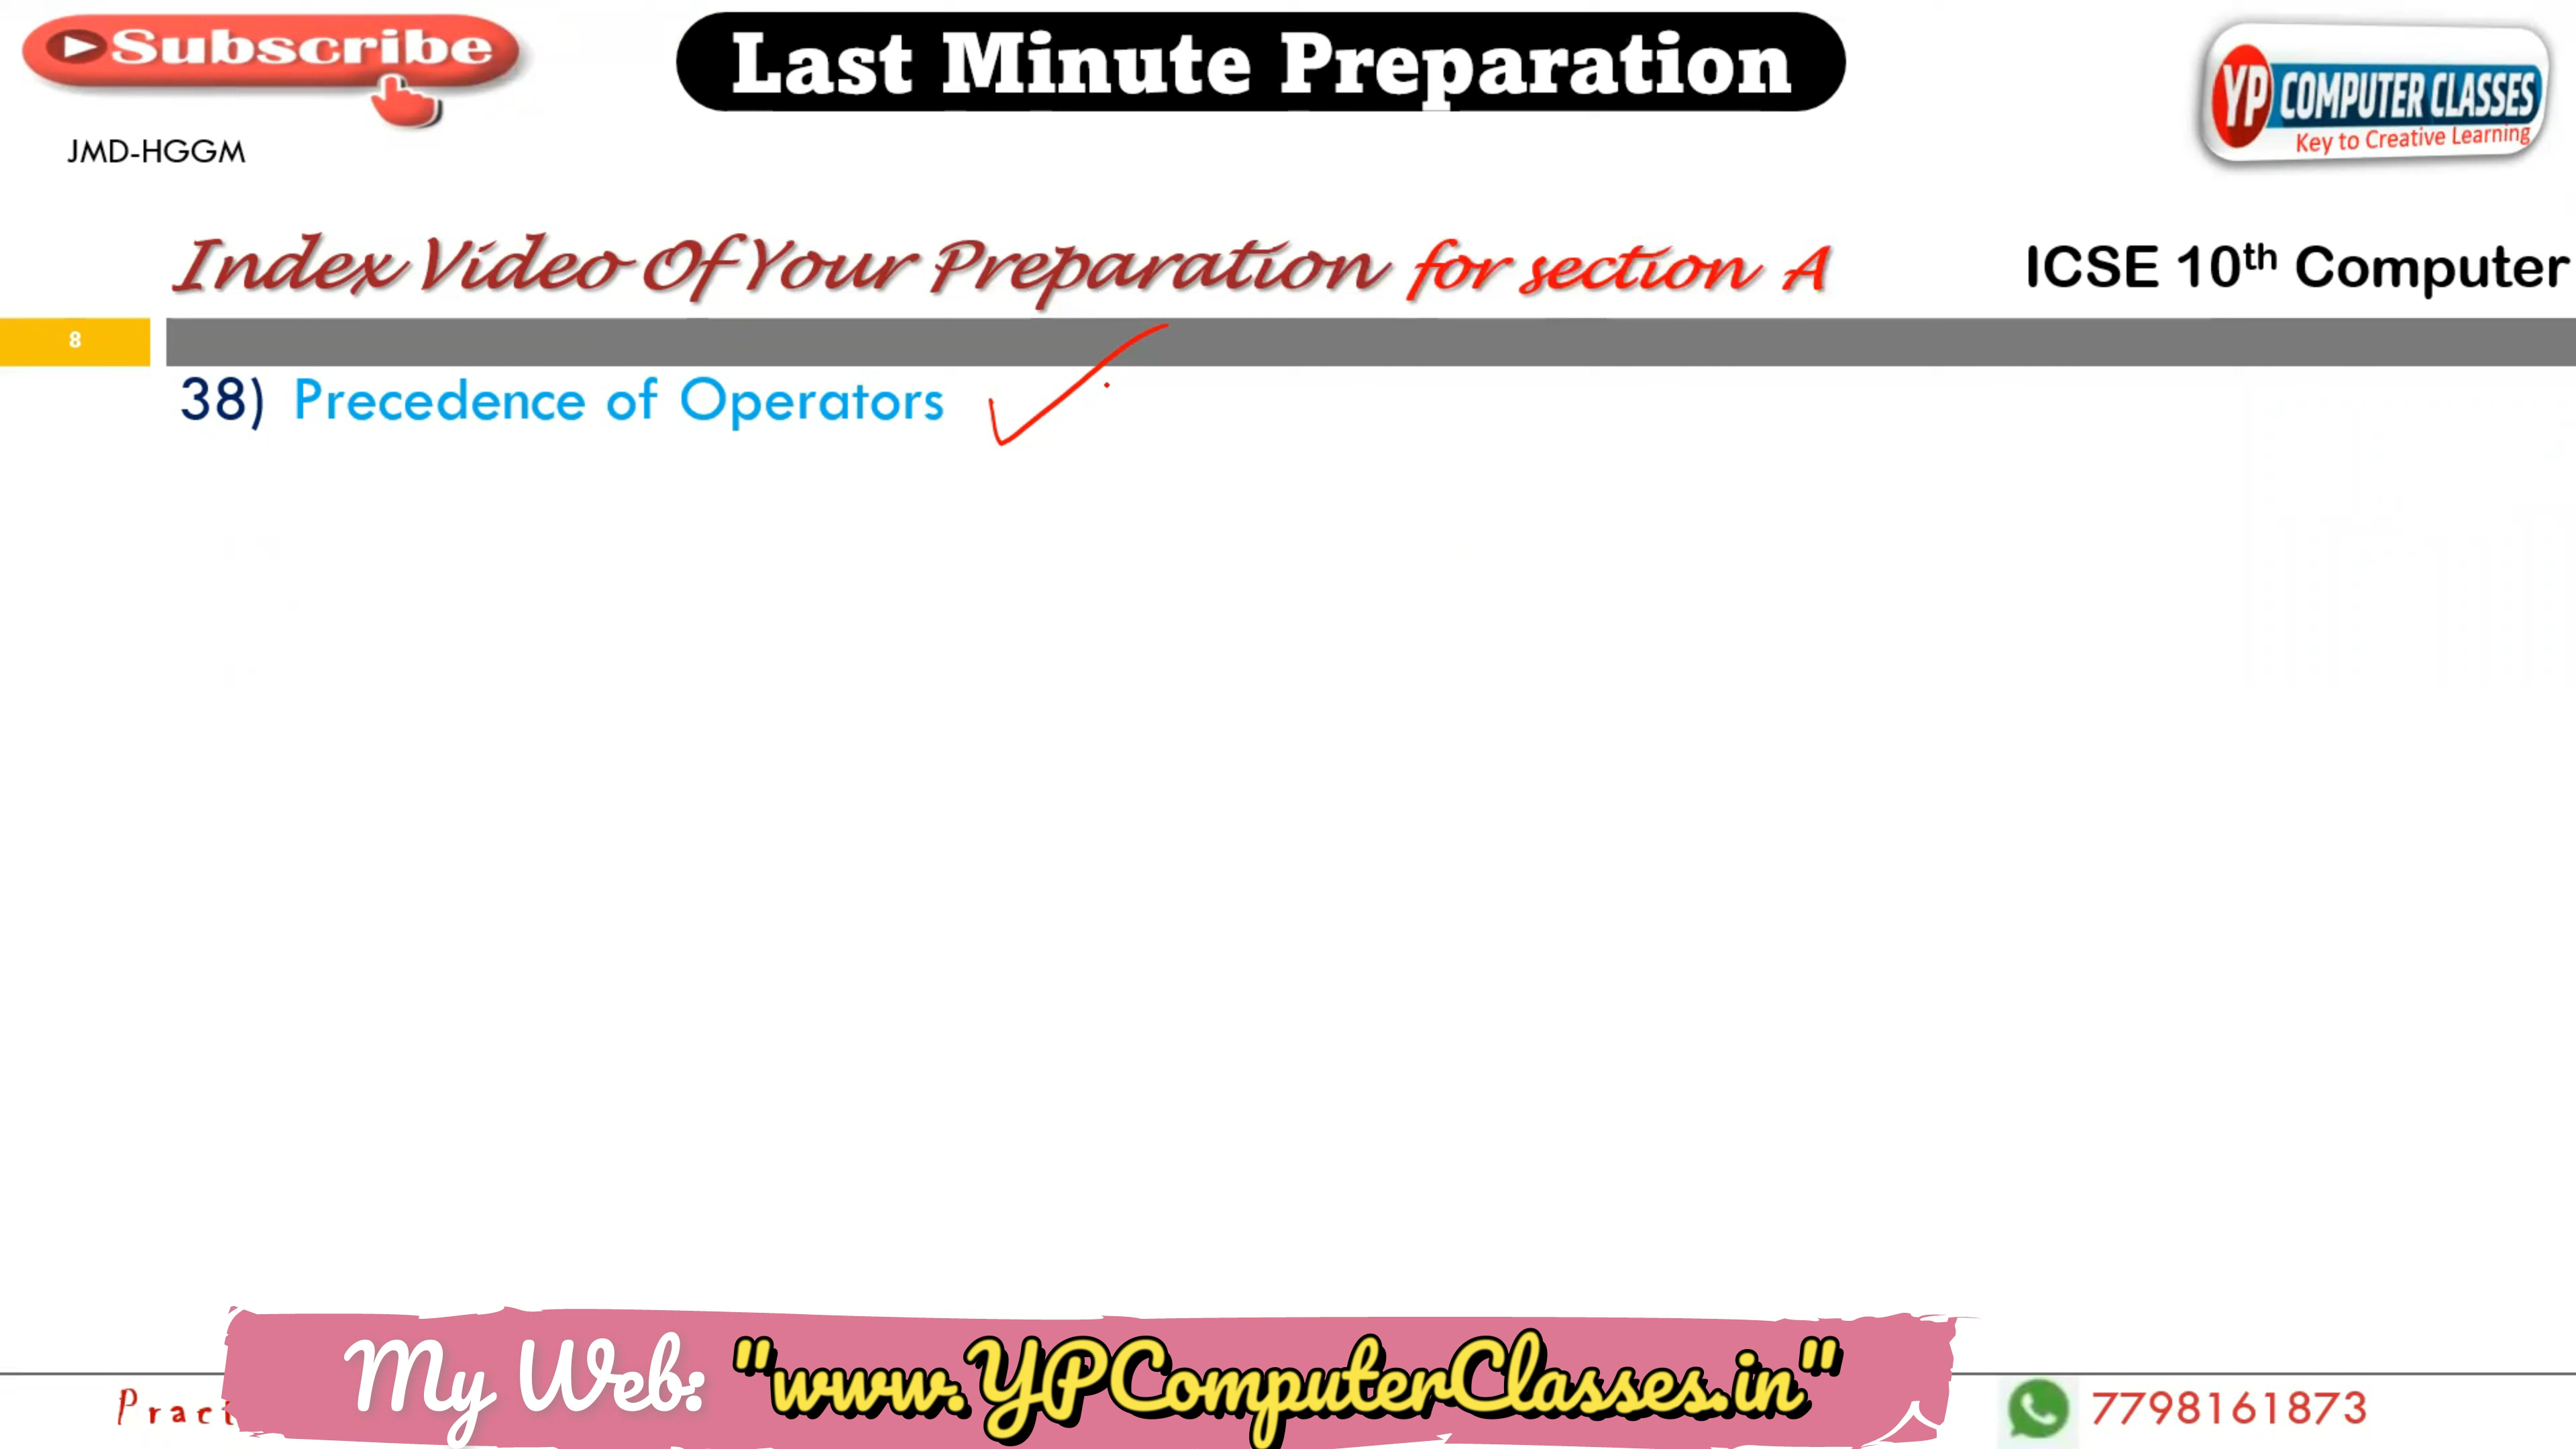 Subscribe
Last Minute Preparation
YP COMPUTER CLASSES
Key to Creative Learning
JMD-HGGM
Index Video Of Your Preparation for section A
ICSE 10th Computer
8
38) Precedence of Operators
My Web: "www.YPComputerClasses.in"
7798161873